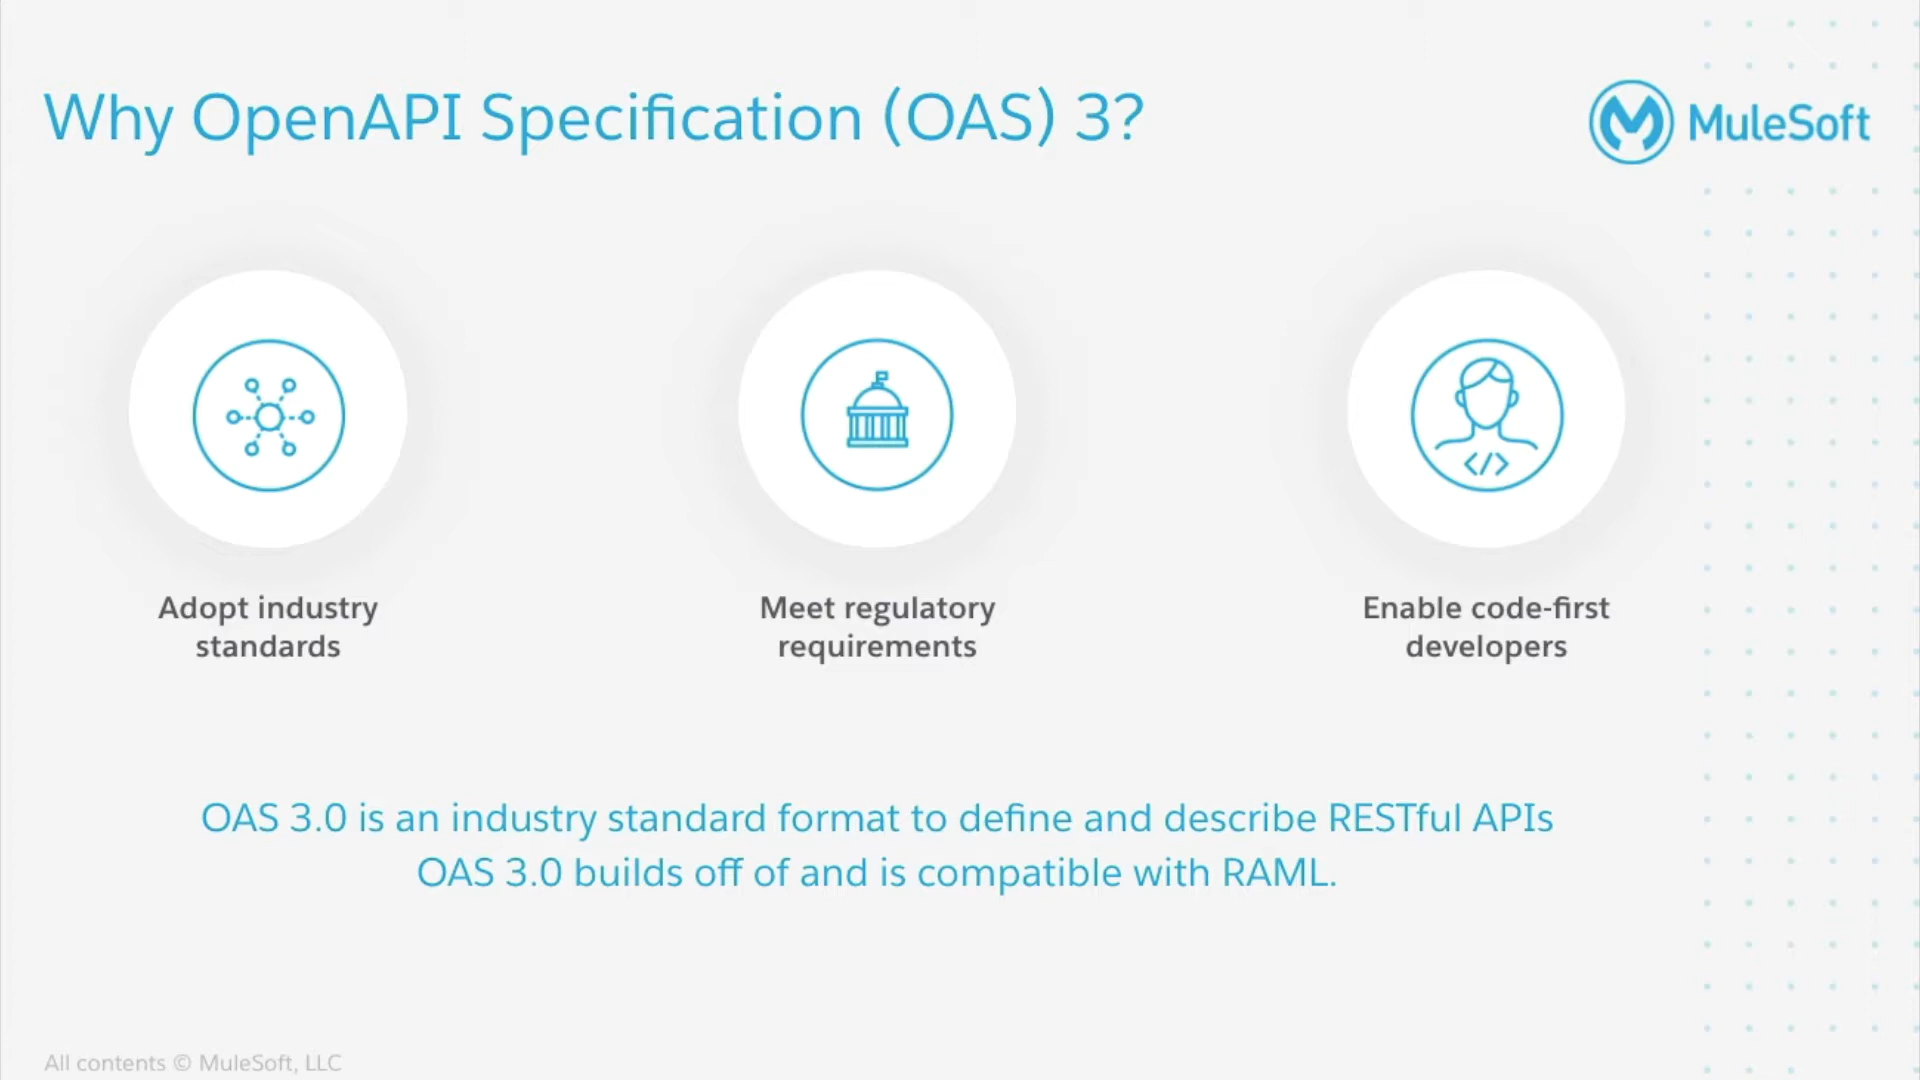 Why OpenAPI Specification (OAS) 3?
MuleSoft
Adopt industry
standards
Meet regulatory
requirements
</>
Enable code-first
developers
OAS 3.0 is an industry standard format to define and describe RESTful APIs
OAS 3.0 builds off of and is compatible with RAML.
All contents © MuleSoft, LLC